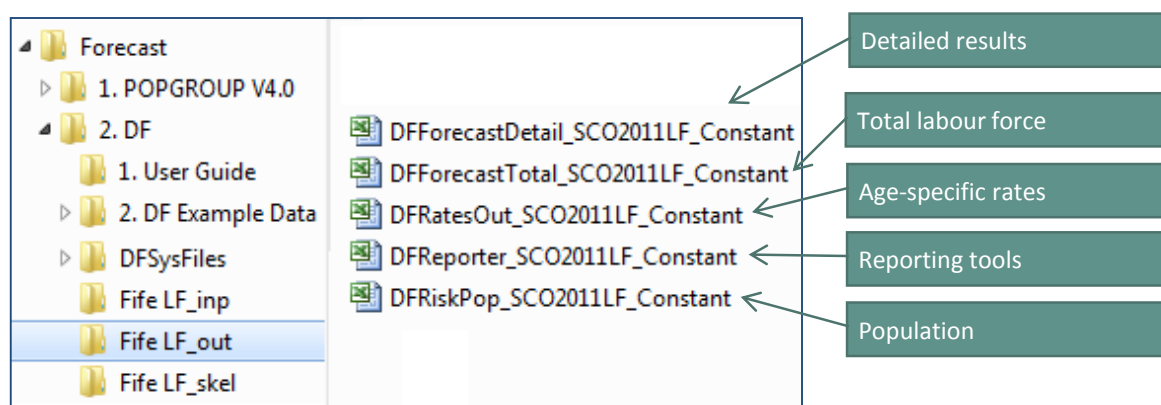 Forecast
1. POPGROUP V4.0
2. DF
1. User Guide
2. DF Example Data
DFSysFiles
Fife LF_inp
Fife LF_out
Fife LF_skel
DFForecastDetail_SCO2011LF_Constant
DFForecastTotal_SCO2011LF_Constant
DFRatesOut_SCO2011LF_Constant
DFReporter_SCO2011LF_Constant
DFRiskPop_SCO2011LF_Constant
Detailed results
Total labour force
Age-specific rates
Reporting tools
Population